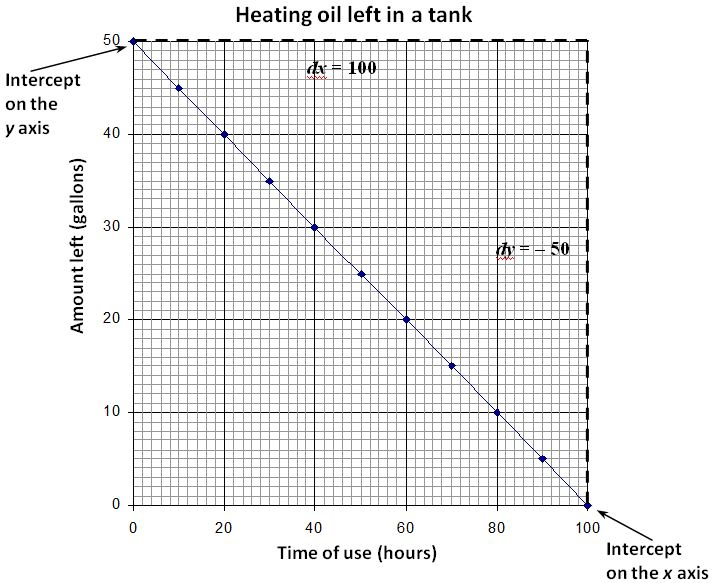 Heating oil left in a tank
50
dx = 100
Intercept
on the
y axis
40
Amount left (gallons)
30
dy = – 50
20
10
0
0 20 40 60 80 100
Time of use (hours)
Intercept
on the x axis